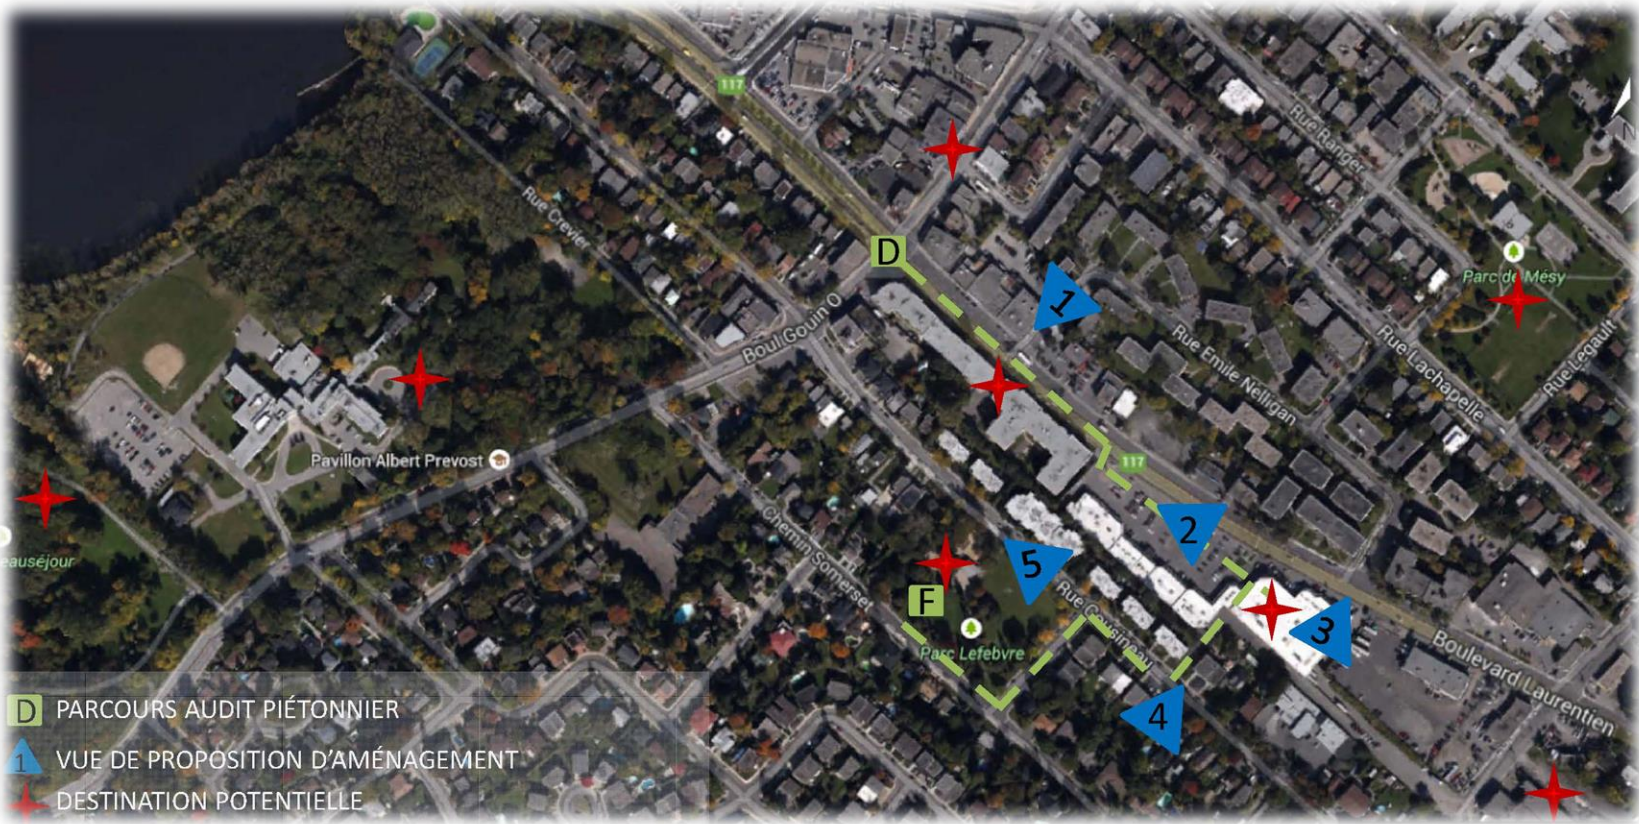 117
Rue Ranger
Rue Crevier
D
Parc de Mésy
1
Boul Gouin O
Rue Emile Nelligan
Rue Lachapelle
Rue Legault
Pavillon Albert Prevost
117
2
Chemin Somerset
5
eauséjour
F
Rue Cousineau
3
Parc Lefebvre
Boulevard Laurentien
4
D PARCOURS AUDIT PIÉTONNIER
1 VUE DE PROPOSITION D'AMÉNAGEMENT
DESTINATION POTENTIELLE